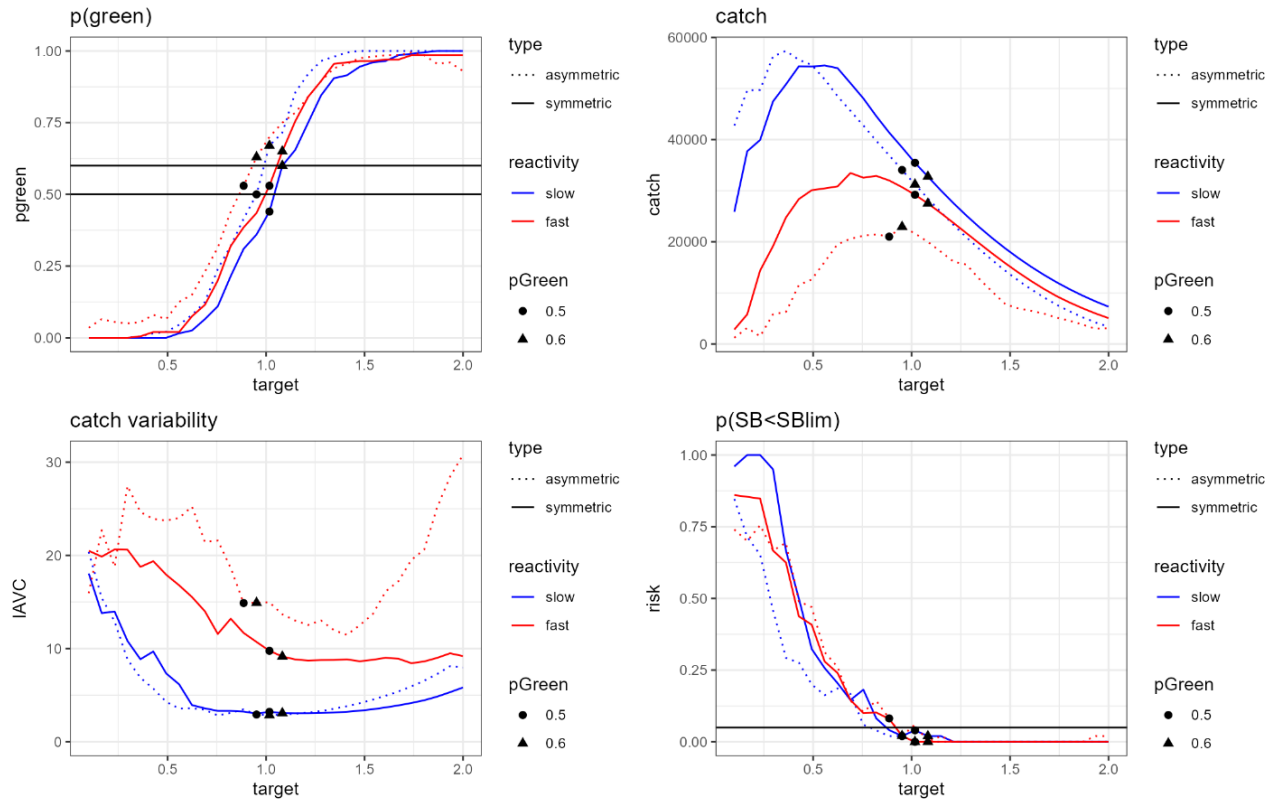 p(green)
1.00
0.75
0.50
0.25
0.00
pgreen
0.5
1.0
1.5
2.0
target
type
asymmetric
symmetric
reactivity
slow
fast
pGreen
0.5
0.6
catch
60000
40000
20000
0
catch
0.5
1.0
1.5
2.0
target
type
asymmetric
symmetric
reactivity
slow
fast
pGreen
0.5
0.6
catch variability
30
20
10
0
IAVC
0.5
1.0
1.5
2.0
target
type
asymmetric
symmetric
reactivity
slow
fast
pGreen
0.5
0.6
p(SB<SBlim)
1.00
0.75
0.50
0.25
0.00
risk
0.5
1.0
1.5
2.0
target
type
asymmetric
symmetric
reactivity
slow
fast
pGreen
0.5
0.6